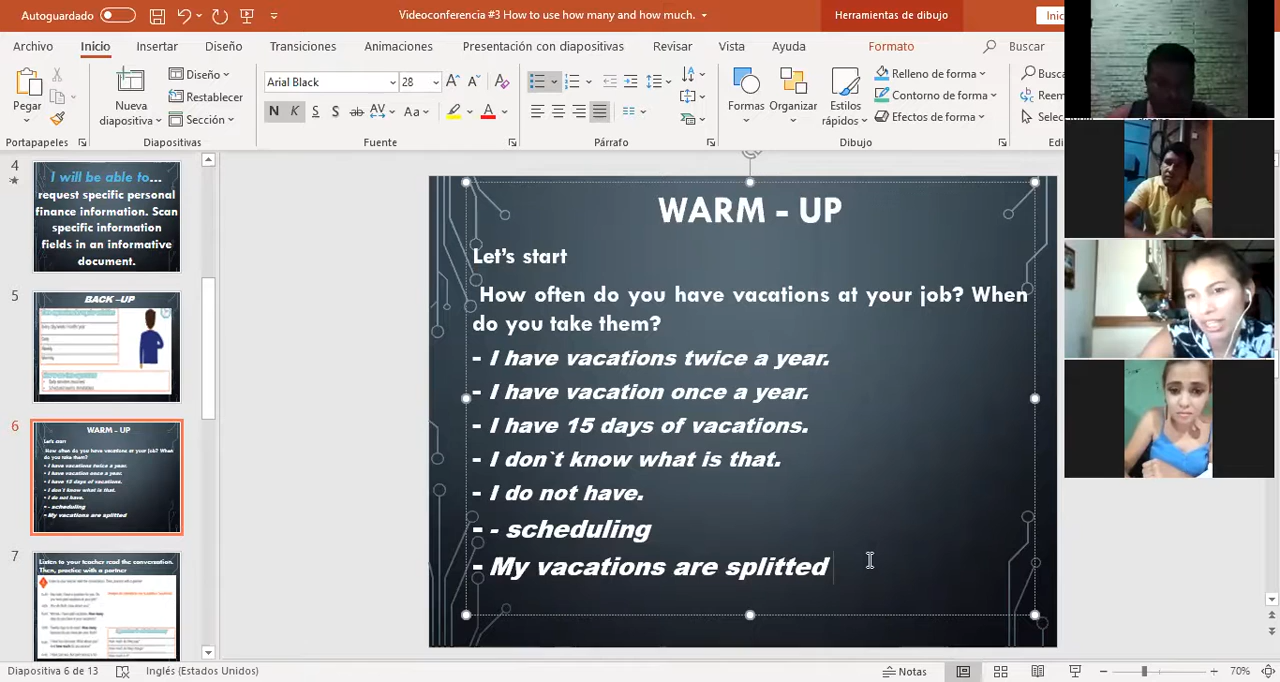 Autoguardado
Videoconferencia #3 How to use how many and how much.
Herramientas de dibujo
Archivo Inicio Insertar Diseño Transiciones Animaciones Presentación con diapositivas Revisar Vista Ayuda Formato Buscar
Pegar
Nueva diapositiva
Diseño
Restablecer
Sección
Arial Black 28
N K S S ab AV Aa A
Formas Organizar Estilos rápidos
Relleno de forma
Contorno de forma
Efectos de forma
Portapapeles Diapositivas Fuente Párrafo Dibujo
4
I will be able to...
request specific personal
finance information. Scan
specific information
fields in an informative
document.
5
BACK -UP
6
WARM - UP
Let's start
How often do you have vacations at your job? When
do you take them?
- I have vacations twice a year.
- I have vacation once a year.
- I have 15 days of vacations.
- I don`t know what is that.
- I do not have.
- - scheduling
- My vacations are splitted
7
Listen to your teacher read the conversation.
Then, practice with a partner
WARM - UP
Let's start
How often do you have vacations at your job? When
do you take them?
- I have vacations twice a year.
- I have vacation once a year.
- I have 15 days of vacations.
- I don`t know what is that.
- I do not have.
- - scheduling
- My vacations are splitted
Diapositiva 6 de 13 Inglés (Estados Unidos) Notas 70%